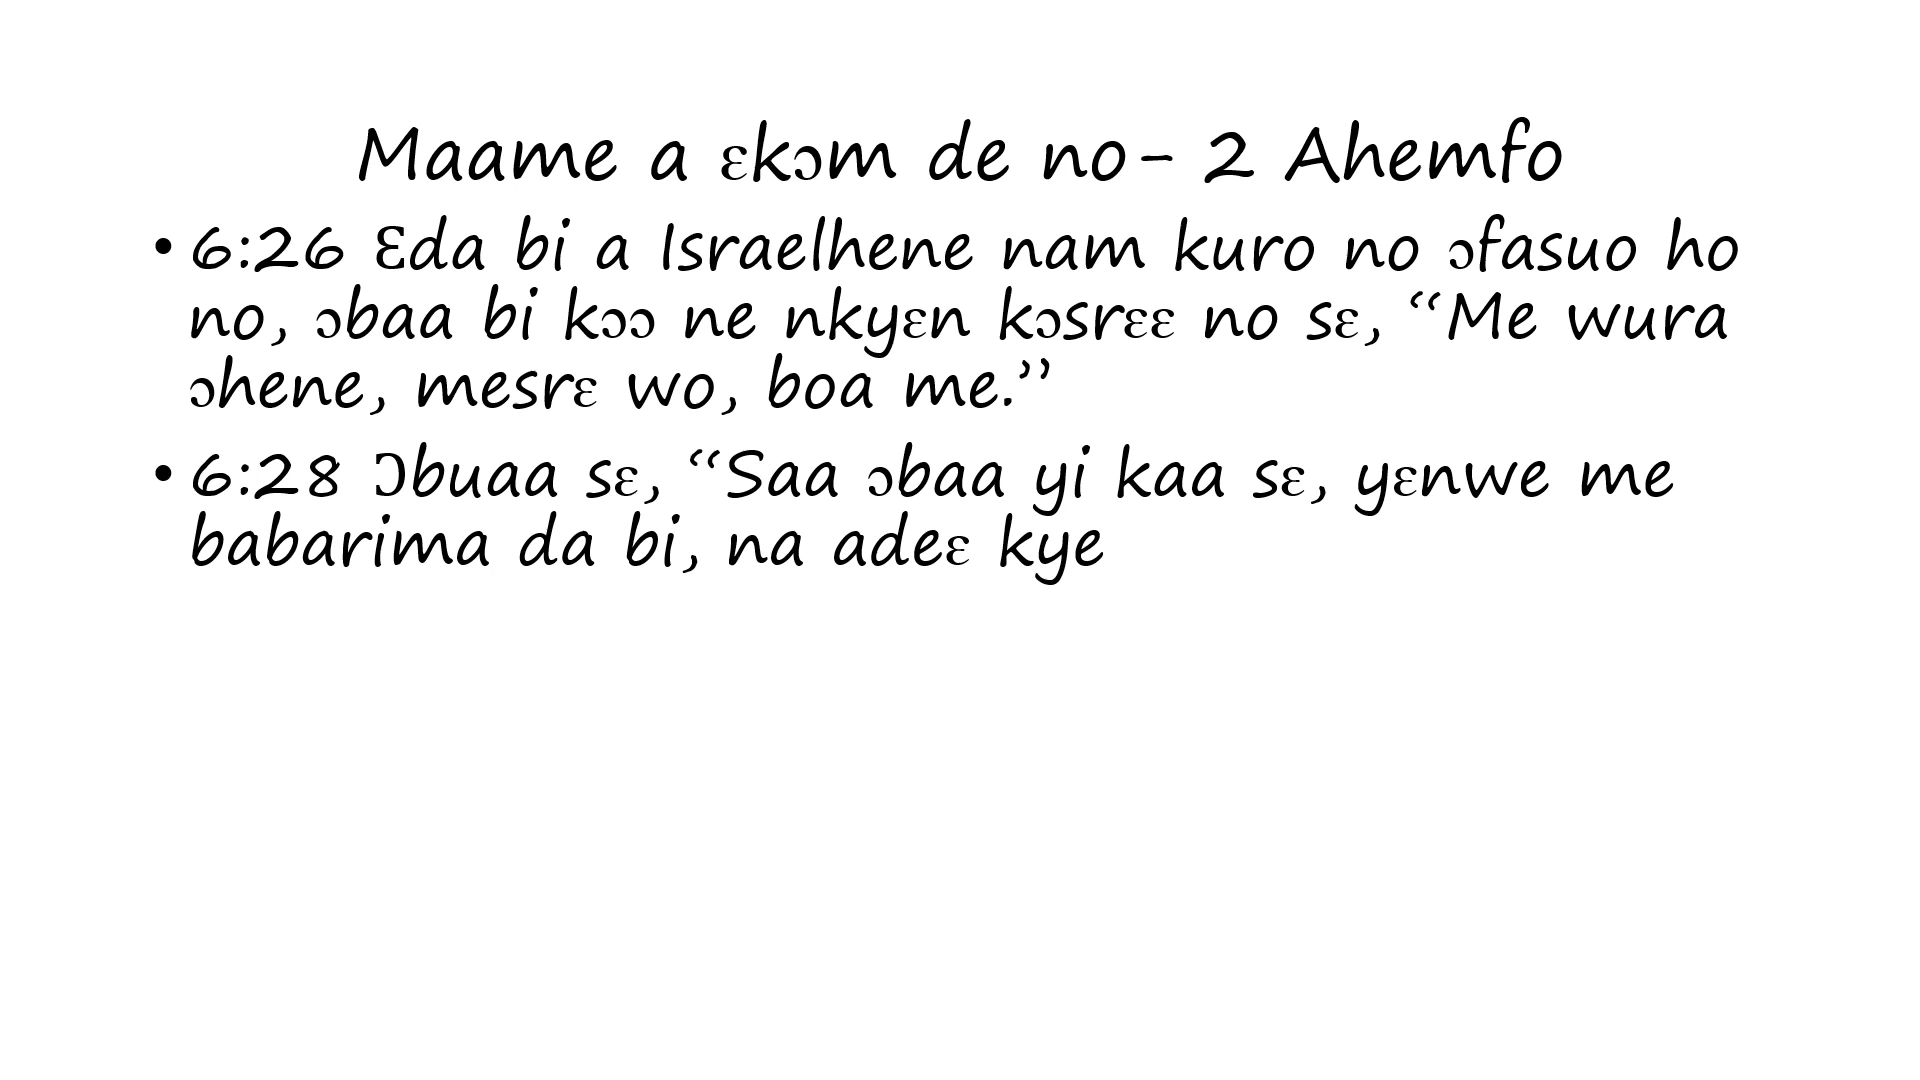 Maame a ɛkɔm de no- 2 Ahemfo
• 6:26 Ɛda bi a Israelhene nam kuro no ɔfasuo ho
no, ɔbaa bi kɔɔ ne nkyɛn kɔsrɛɛ no sɛ, “Me wura
ɔhene, mesrɛ wo, boa me.”
• 6:28 Ɔbuaa sɛ, “Saa ɔbaa yi kaa sɛ, yɛnwe me
babarima da bi, na adeɛ kye